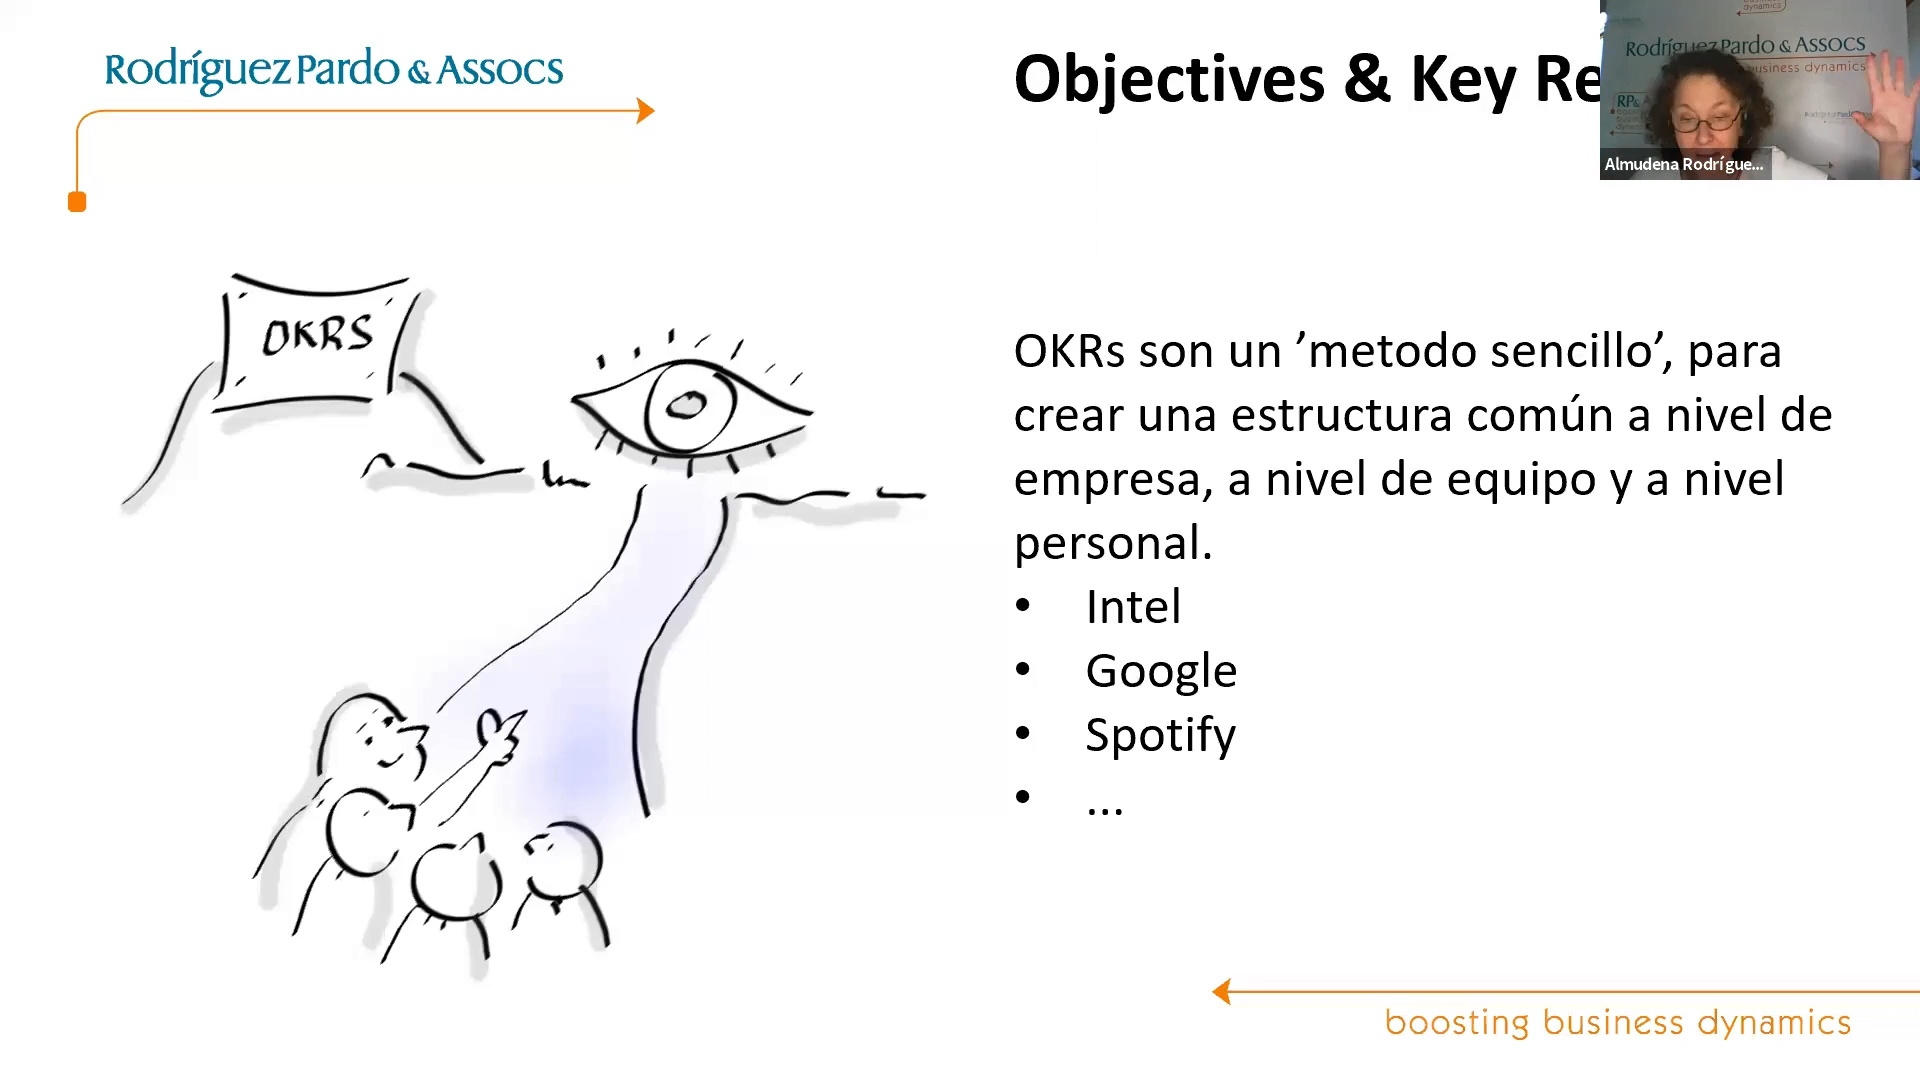 Rodríguez Pardo & Assocs
Objectives & Key Re
dynamics
Rodríguez Pardo & Assocs
business dynamics
RP&
Almudena Rodrígue...
OKRS
OKRs son un ’metodo sencillo’, para
crear una estructura común a nivel de
empresa, a nivel de equipo y a nivel
personal.
• Intel
• Google
• Spotify
• ...
boosting business dynamics